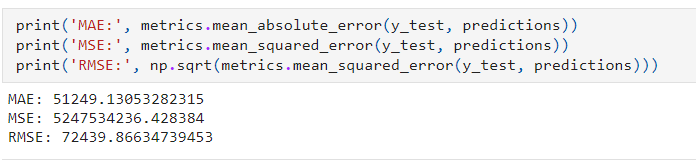 print('MAE:', metrics.mean_absolute_error(y_test, predictions))
print('MSE:', metrics.mean_squared_error(y_test, predictions))
print('RMSE:', np.sqrt(metrics.mean_squared_error(y_test, predictions)))
MAE: 51249.13053282315
MSE: 5247534236.428384
RMSE: 72439.86634739453